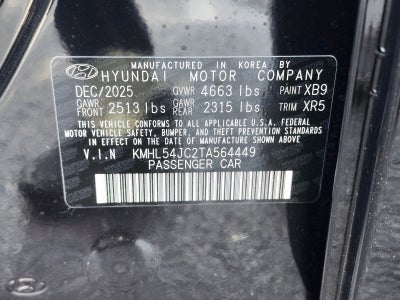 MANUFACTURED IN KOREA BY
HYUNDAI MOTOR COMPANY
DEC/2025 GVWR 4663 lbs PAINT XB9
GAWR FRONT 2513 lbs GAWR REAR 2315 lbs TRIM XR5
THIS VEHICLE CONFORMS TO ALL APPLICABLE U.S. FEDERAL
MOTOR VEHICLE SAFETY, BUMPER, AND THEFT PREVENTION
STANDARDS IN EFFECT ON THE DATE OF MANUFACTURE SHOWN ABOVE.
V.I.N KMHL54JC2TA564449
PASSENGER CAR